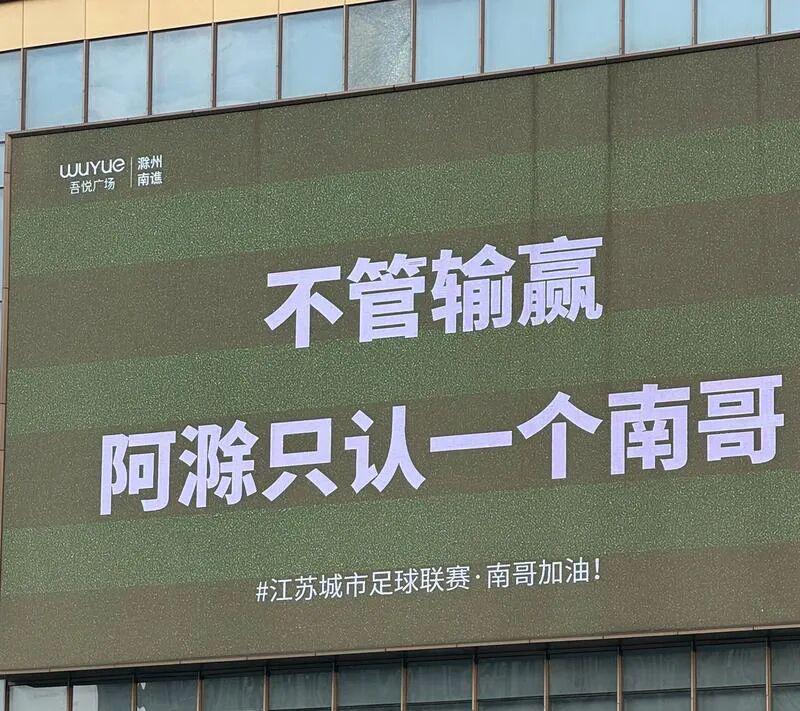 WUYUE
吾悦广场
滁州
南谯
不管输赢
阿滁只认一个南哥
#江苏城市足球联赛·南哥加油!